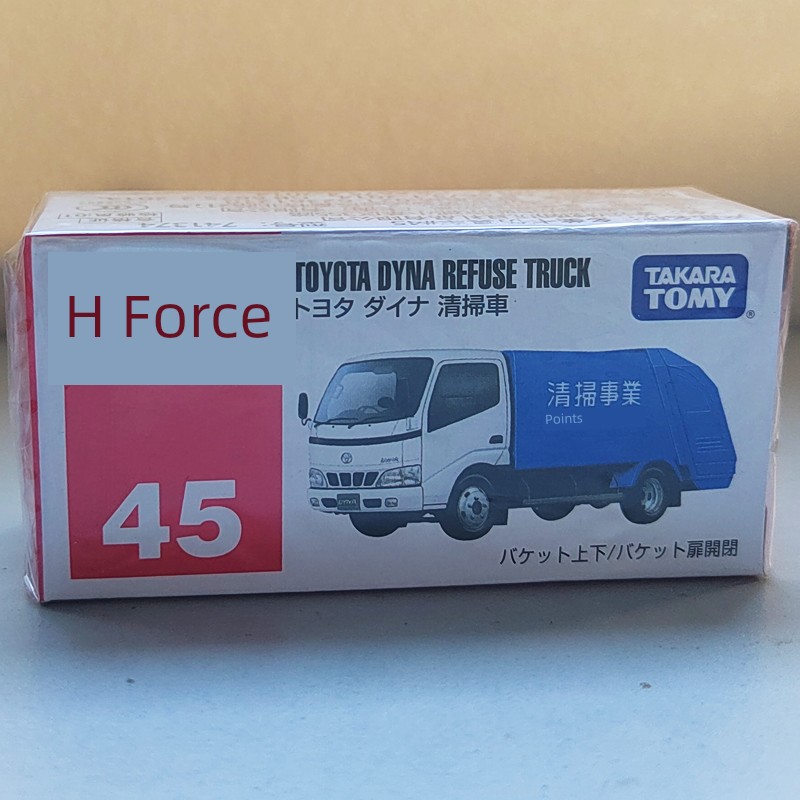 741374
H Force
TOYOTA DYNA REFUSE TRUCK
トヨタ ダイナ 清掃車
TAKARA
TOMY
®
清掃事業
Points
45
バケット上下/バケット扉開閉